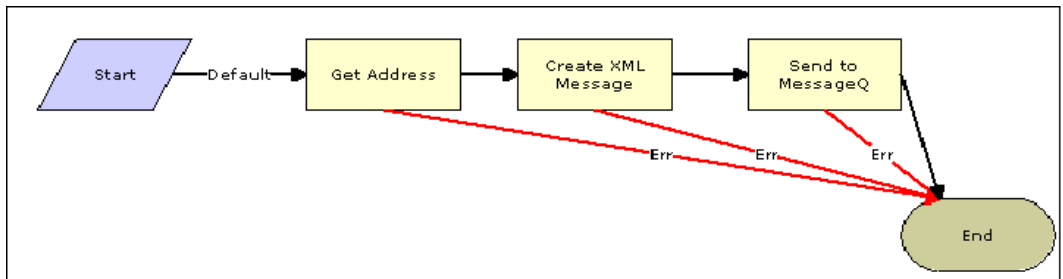 Start
Default
Get Address
Create XML
Message
Send to
MessageQ
Err
Err
Err
End